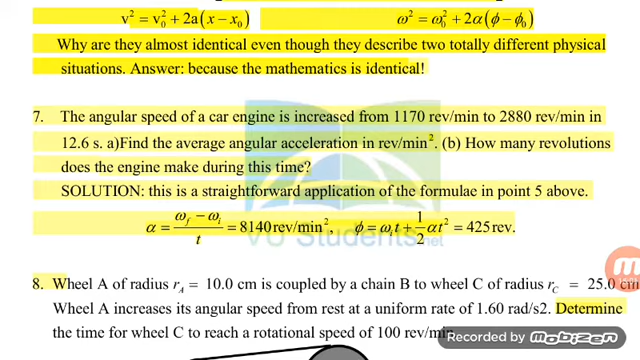 v² = v₀² + 2a(x − x₀)    ω² = ω₀² + 2α(ϕ − ϕ₀)
Why are they almost identical even though they describe two totally different physical
situations. Answer: because the mathematics is identical!
7. The angular speed of a car engine is increased from 1170 rev/min to 2880 rev/min in
12.6 s. a)Find the average angular acceleration in rev/min². (b) How many revolutions
does the engine make during this time?
SOLUTION: this is a straightforward application of the formulae in point 5 above.
α = (ω_f − ω_i)/t = 8140 rev/min², ϕ = ω_i t + 1/2 αt² = 425 rev.
VU Students.net
8. Wheel A of radius r_A = 10.0 cm is coupled by a chain B to wheel C of radius r_C = 25.0 cm
Wheel A increases its angular speed from rest at a uniform rate of 1.60 rad/s2. Determine
the time for wheel C to reach a rotational speed of 100 rev/min
Recorded by Mobizen